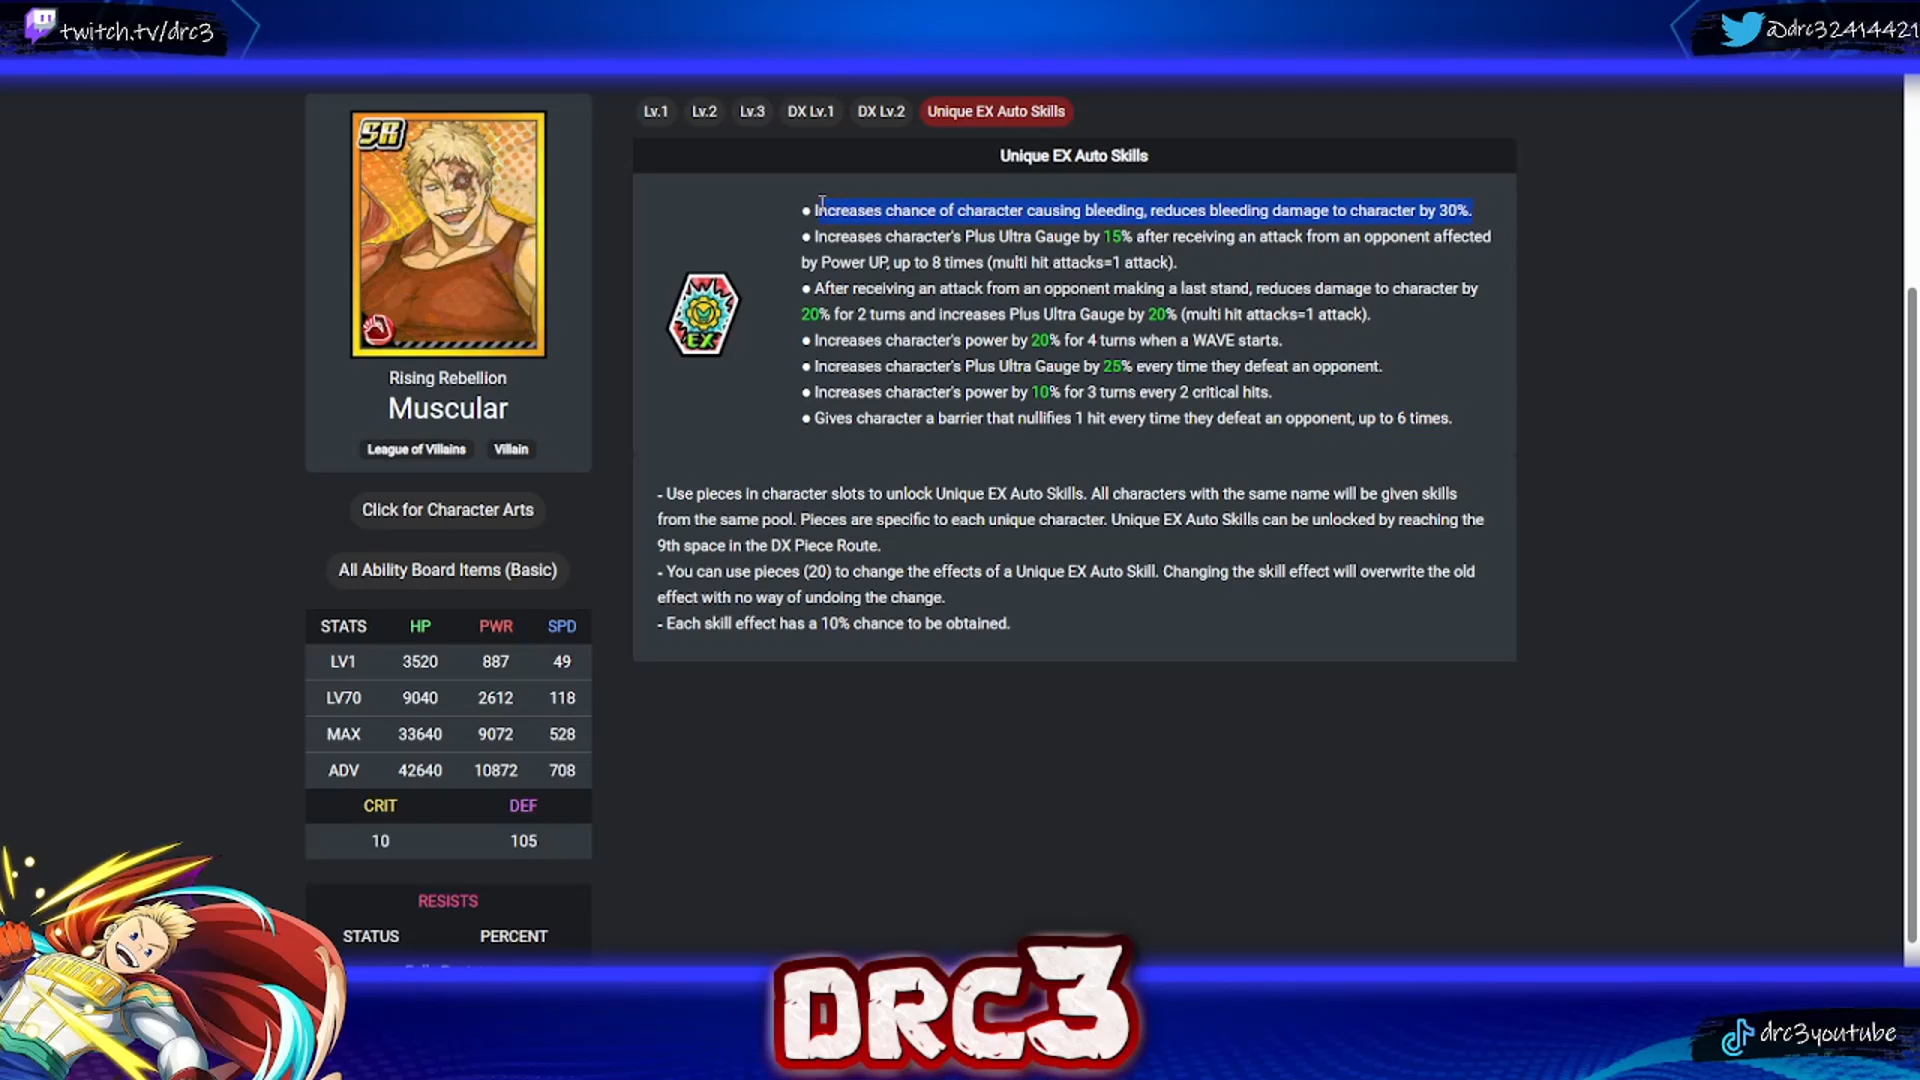 twitch.tv/drc3
@drc32414421
SR
Rising Rebellion
Muscular
League of Villains Villain
Click for Character Arts
All Ability Board Items (Basic)
STATS HP PWR SPD
LV1 3520 887 49
LV70 9040 2612 118
MAX 33640 9072 528
ADV 42640 10872 708
CRIT DEF
10 105
RESISTS
STATUS PERCENT
Lv.1 Lv.2 Lv.3 DX Lv.1 DX Lv.2 Unique EX Auto Skills
Unique EX Auto Skills
EX
● Increases chance of character causing bleeding, reduces bleeding damage to character by 30%.
● Increases character's Plus Ultra Gauge by 15% after receiving an attack from an opponent affected
by Power UP, up to 8 times (multi hit attacks=1 attack).
● After receiving an attack from an opponent making a last stand, reduces damage to character by
20% for 2 turns and increases Plus Ultra Gauge by 20% (multi hit attacks=1 attack).
● Increases character's power by 20% for 4 turns when a WAVE starts.
● Increases character's Plus Ultra Gauge by 25% every time they defeat an opponent.
● Increases character's power by 10% for 3 turns every 2 critical hits.
● Gives character a barrier that nullifies 1 hit every time they defeat an opponent, up to 6 times.
- Use pieces in character slots to unlock Unique EX Auto Skills. All characters with the same name will be given skills
from the same pool. Pieces are specific to each unique character. Unique EX Auto Skills can be unlocked by reaching the
9th space in the DX Piece Route.
- You can use pieces (20) to change the effects of a Unique EX Auto Skill. Changing the skill effect will overwrite the old
effect with no way of undoing the change.
- Each skill effect has a 10% chance to be obtained.
DRC3
drc3youtube